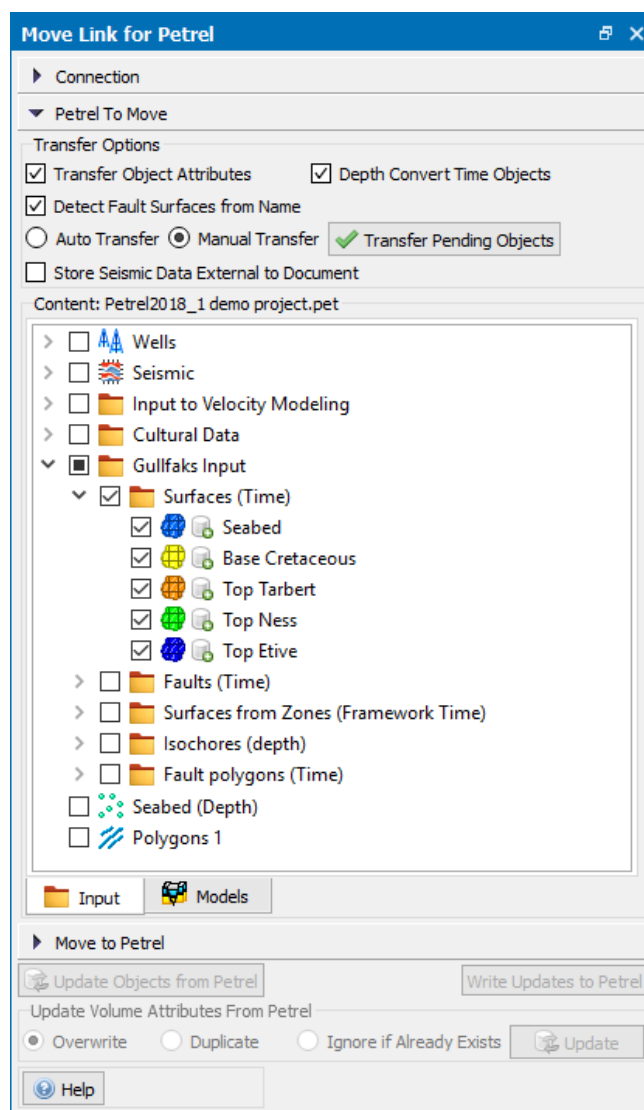 Move Link for Petrel
Connection
Petrel To Move
Transfer Options
Transfer Object Attributes Depth Convert Time Objects
Detect Fault Surfaces from Name
Auto Transfer Manual Transfer Transfer Pending Objects
Store Seismic Data External to Document
Content: Petrel2018_1 demo project.pet
Wells
Seismic
Input to Velocity Modeling
Cultural Data
Gullfaks Input
Surfaces (Time)
Seabed
Base Cretaceous
Top Tarbert
Top Ness
Top Etive
Faults (Time)
Surfaces from Zones (Framework Time)
Isochores (depth)
Fault polygons (Time)
Seabed (Depth)
Polygons 1
Input Models
Move to Petrel
Update Objects from Petrel Write Updates to Petrel
Update Volume Attributes From Petrel
Overwrite Duplicate Ignore if Already Exists Update
Help